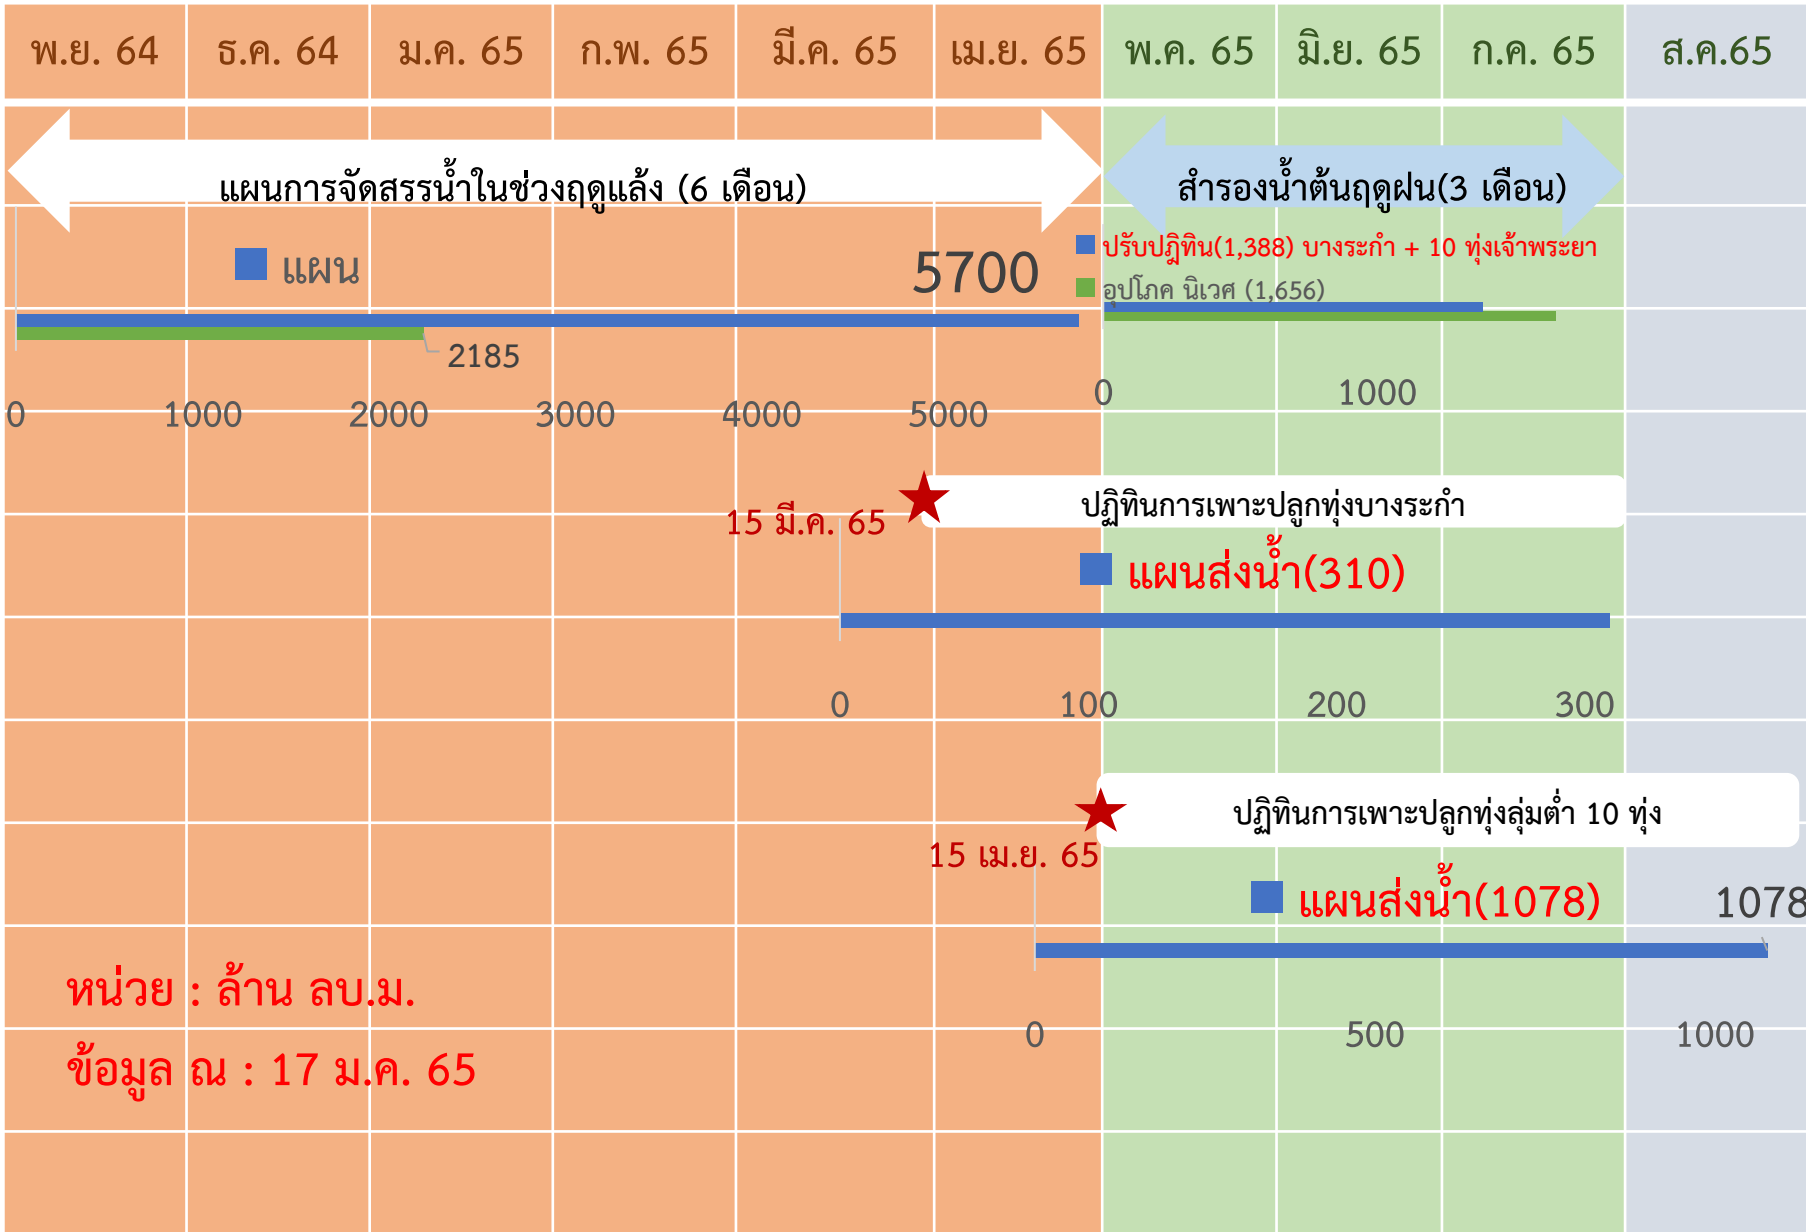 พ.ย. 64 ธ.ค. 64 ม.ค. 65 ก.พ. 65 มี.ค. 65 เม.ย. 65 พ.ค. 65 มิ.ย. 65 ก.ค. 65 ส.ค.65
แผนการจัดสรรน้ำในช่วงฤดูแล้ง (6 เดือน)
สำรองน้ำต้นฤดูฝน(3 เดือน)
แผน
5700
2185
0 1000 2000 3000 4000 5000
ปรับปฎิทิน(1,388) บางระกำ + 10 ทุ่งเจ้าพระยา
อุปโภค นิเวศ (1,656)
0 1000
ปฏิทินการเพาะปลูกทุ่งบางระกำ
15 มี.ค. 65
แผนส่งน้ำ(310)
0 100 200 300
ปฏิทินการเพาะปลูกทุ่งลุ่มต่ำ 10 ทุ่ง
15 เม.ย. 65
แผนส่งน้ำ(1078)
1078
0 500 1000
หน่วย : ล้าน ลบ.ม.
ข้อมูล ณ : 17 ม.ค. 65